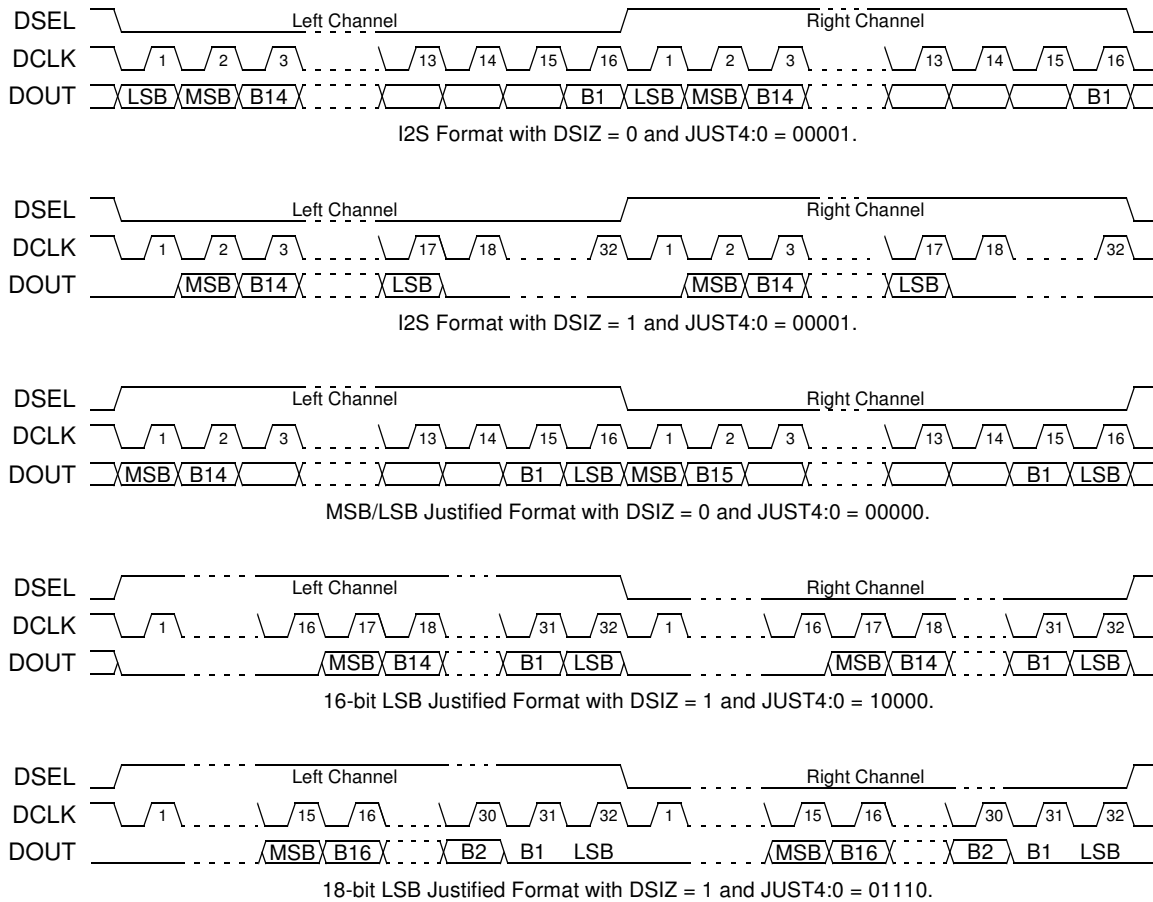 DSEL Left Channel Right Channel
DCLK 1 2 3 13 14 15 16 1 2 3 13 14 15 16
DOUT LSB MSB B14 B1 LSB MSB B14 B1
I2S Format with DSIZ = 0 and JUST4:0 = 00001.
DSEL Left Channel Right Channel
DCLK 1 2 3 17 18 32 1 2 3 17 18 32
DOUT MSB B14 LSB MSB B14 LSB
I2S Format with DSIZ = 1 and JUST4:0 = 00001.
DSEL Left Channel Right Channel
DCLK 1 2 3 13 14 15 16 1 2 3 13 14 15 16
DOUT MSB B14 B1 LSB MSB B15 B1 LSB
MSB/LSB Justified Format with DSIZ = 0 and JUST4:0 = 00000.
DSEL Left Channel Right Channel
DCLK 1 16 17 18 31 32 1 16 17 18 31 32
DOUT MSB B14 B1 LSB MSB B14 B1 LSB
16-bit LSB Justified Format with DSIZ = 1 and JUST4:0 = 10000.
DSEL Left Channel Right Channel
DCLK 1 15 16 30 31 32 1 15 16 30 31 32
DOUT MSB B16 B2 B1 LSB MSB B16 B2 B1 LSB
18-bit LSB Justified Format with DSIZ = 1 and JUST4:0 = 01110.